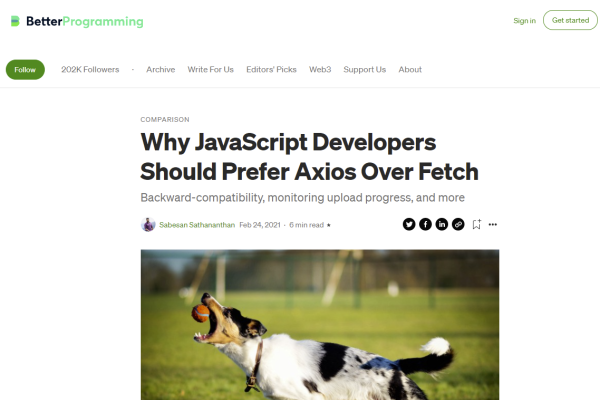 BetterProgramming
Sign in
Get started
Follow
202K Followers · Archive Write For Us Editors' Picks Web3 Support Us About
COMPARISON
Why JavaScript Developers
Should Prefer Axios Over Fetch
Backward-compatibility, monitoring upload progress, and more
Sabesan Sathananthan Feb 24, 2021 · 6 min read ★